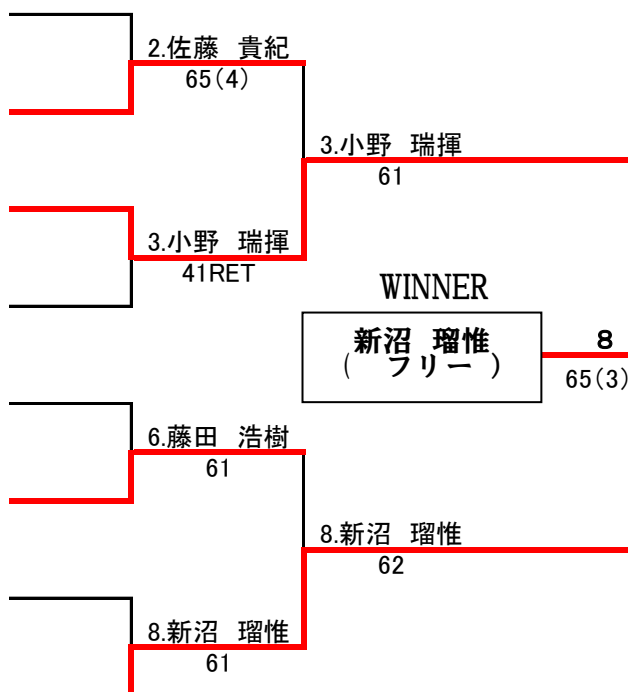 2.佐藤 貴紀
65(4)
3.小野 瑞揮
61
3.小野 瑞揮
41RET
WINNER
新沼 瑠惟
( フリー )
8
65(3)
6.藤田 浩樹
61
8.新沼 瑠惟
62
8.新沼 瑠惟
61